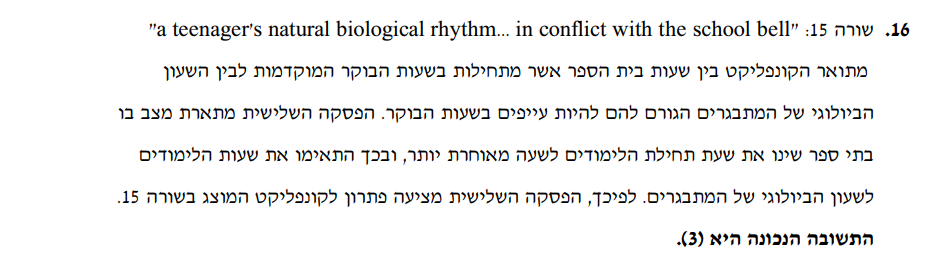 16. שורה 15: "a teenager's natural biological rhythm... in conflict with the school bell"
מתואר הקונפליקט בין שעות בית הספר אשר מתחילות בשעות הבוקר המוקדמות לבין השעון
הביולוגי של המתבגרים הגורם להם להיות עייפים בשעות הבוקר. הפסקה השלישית מתארת מצב בו
בתי ספר שינו את שעת תחילת הלימודים לשעה מאוחרת יותר, ובכך התאימו את שעות הלימודים
לשעון הביולוגי של המתבגרים. לפיכך, הפסקה השלישית מציעה פתרון לקונפליקט המוצג בשורה 15.
התשובה הנכונה היא (3).